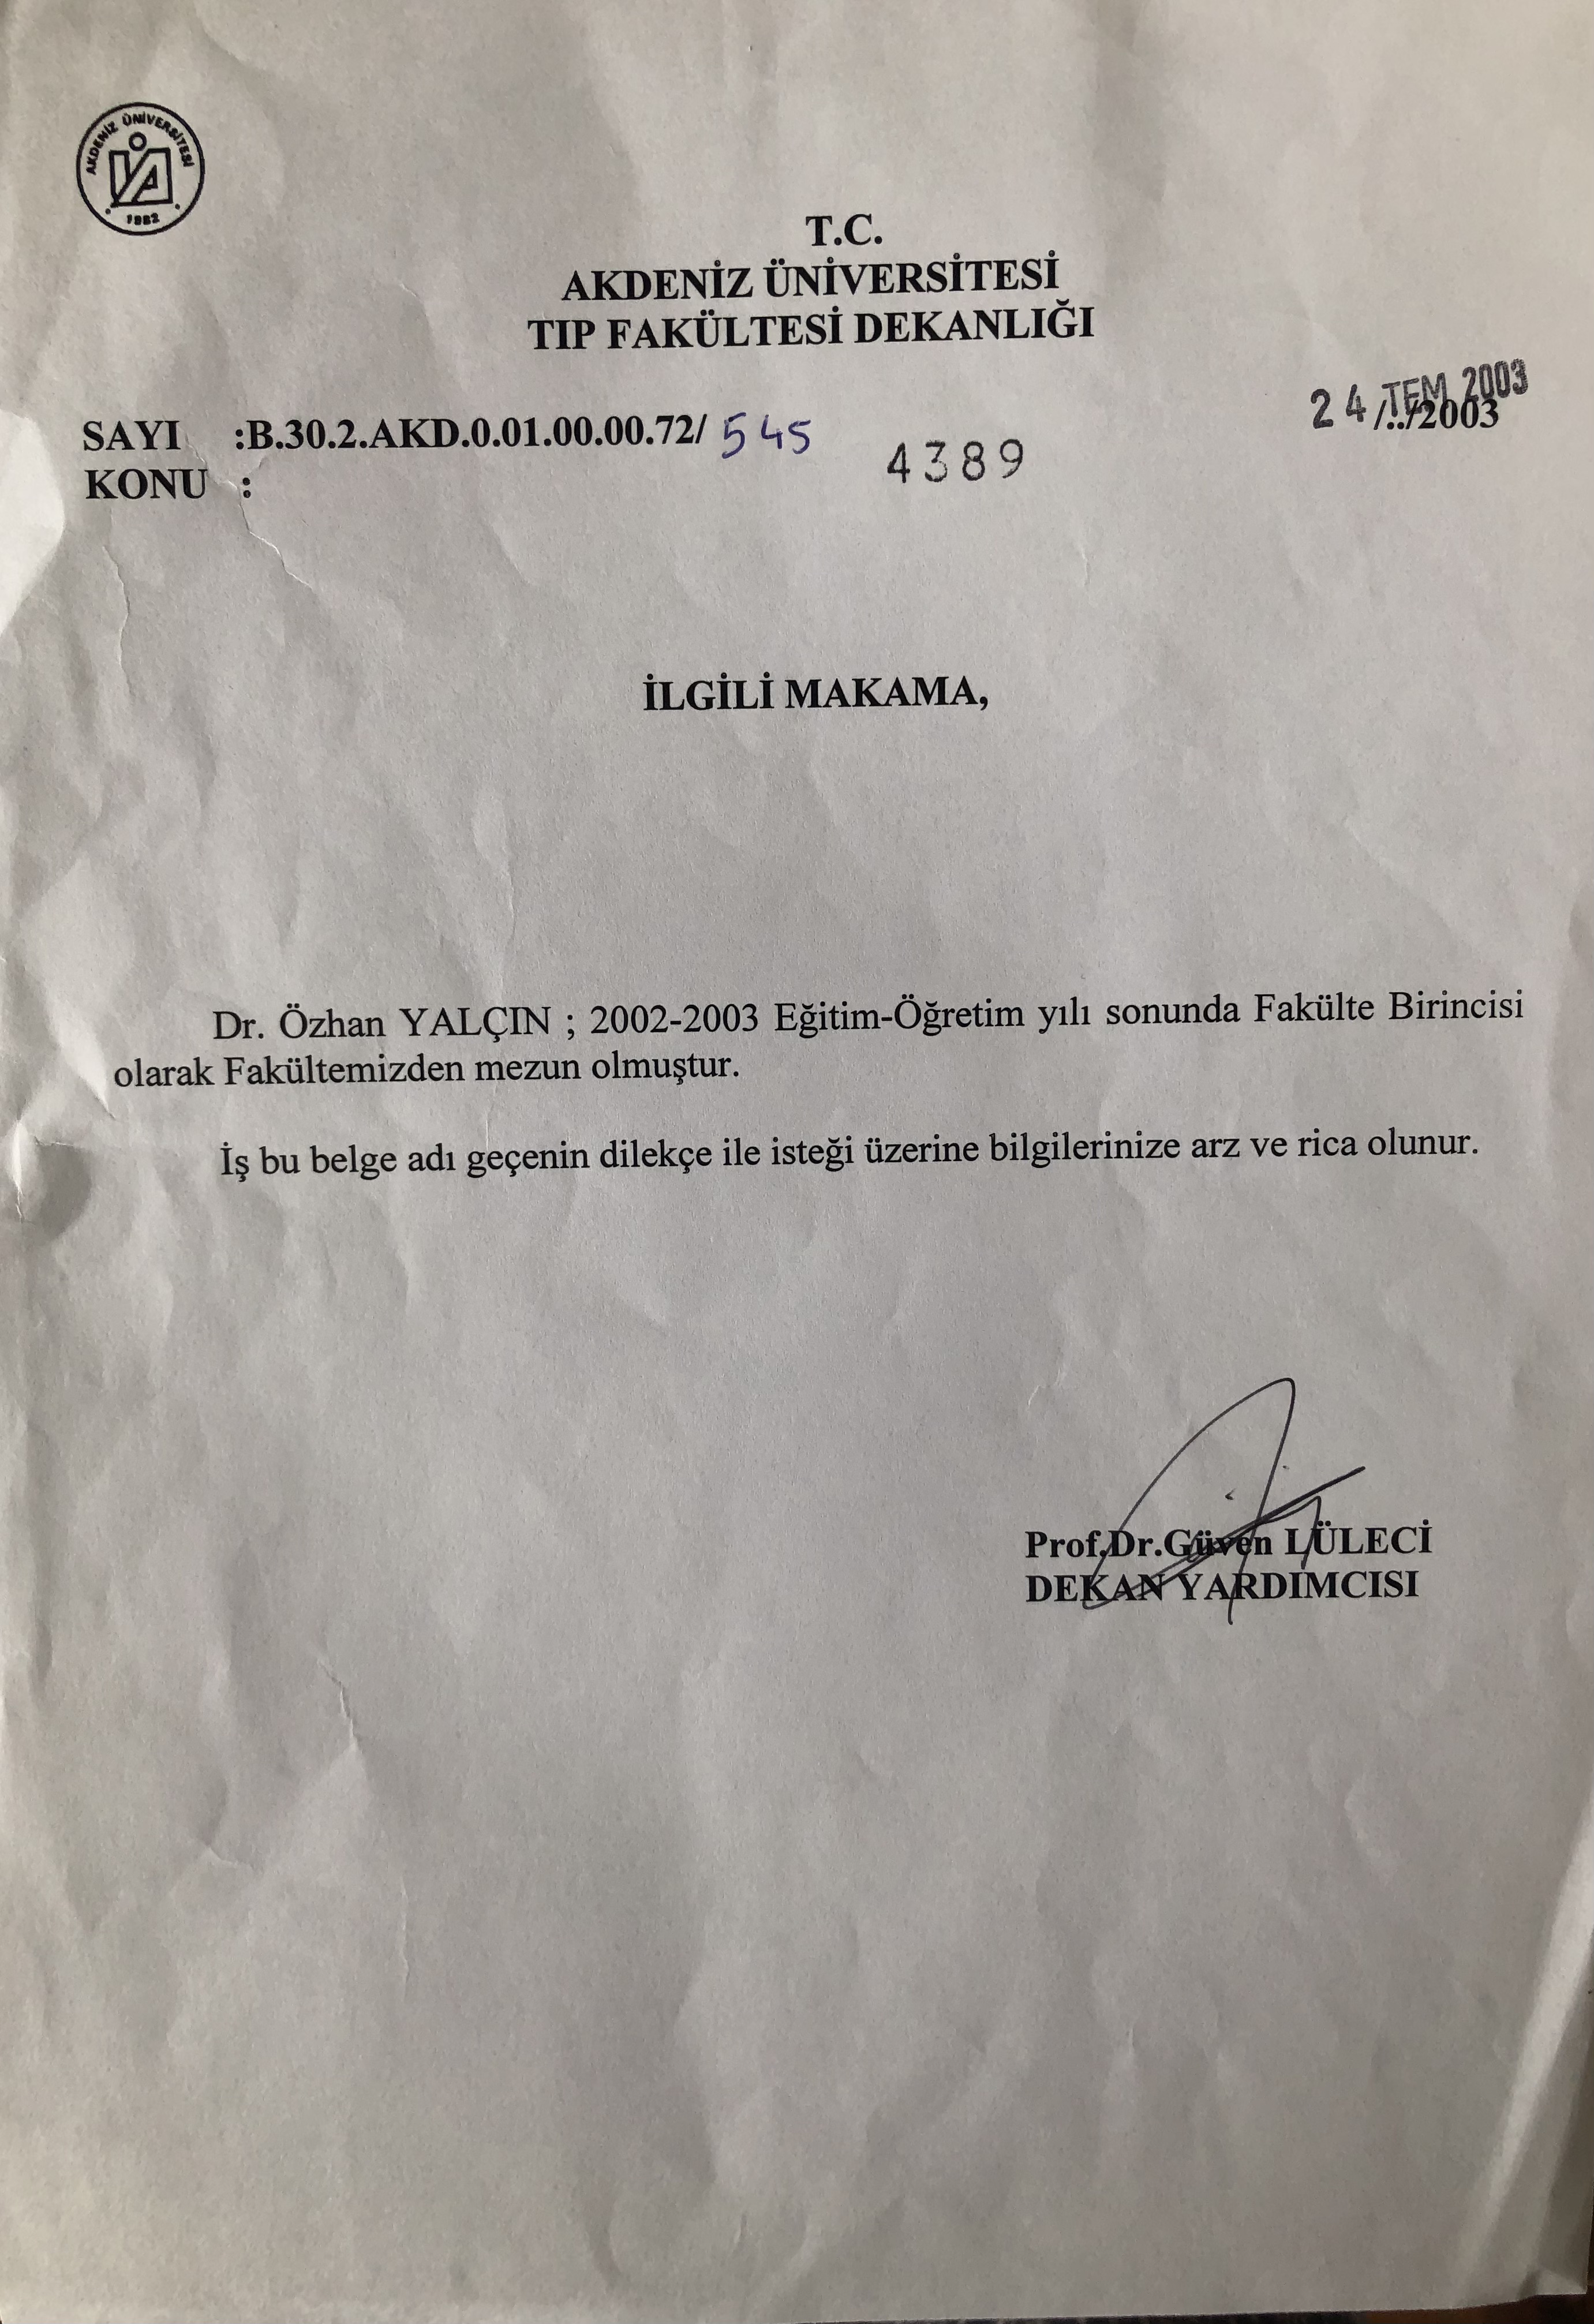 AKDENİZ ÜNİVERSİTESİ
1982
T.C.
AKDENİZ ÜNİVERSİTESİ
TIP FAKÜLTESİ DEKANLIĞI
24 TEM 2003
/../2003
SAYI :B.30.2.AKD.0.01.00.00.72/ 545
4389
KONU :
İLGİLİ MAKAMA,
Dr. Özhan YALÇIN ; 2002-2003 Eğitim-Öğretim yılı sonunda Fakülte Birincisi
olarak Fakültemizden mezun olmuştur.
İş bu belge adı geçenin dilekçe ile isteği üzerine bilgilerinize arz ve rica olunur.
Prof.Dr.Güven LÜLECİ
DEKAN YARDIMCISI